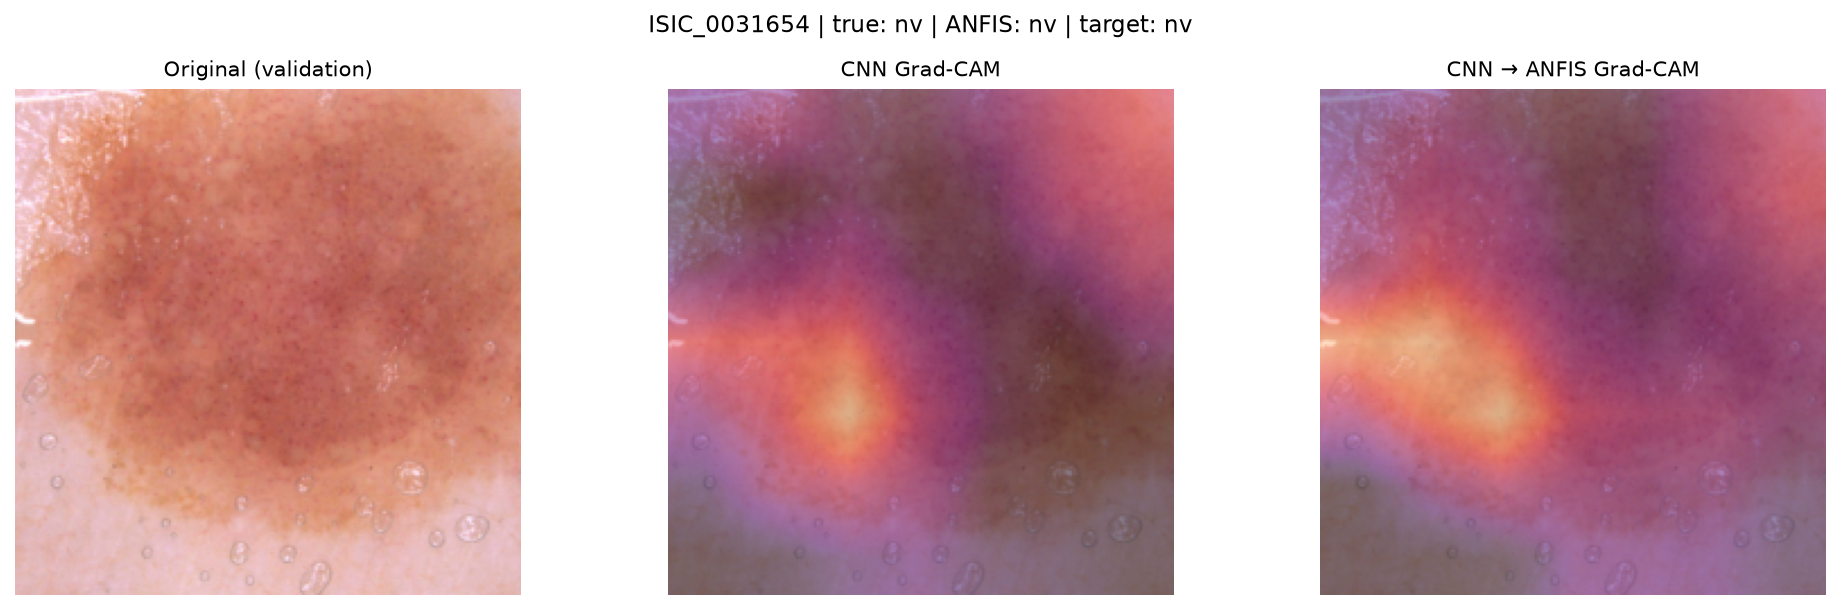 ISIC_0031654 | true: nv | ANFIS: nv | target: nv
Original (validation)
CNN Grad-CAM
CNN → ANFIS Grad-CAM